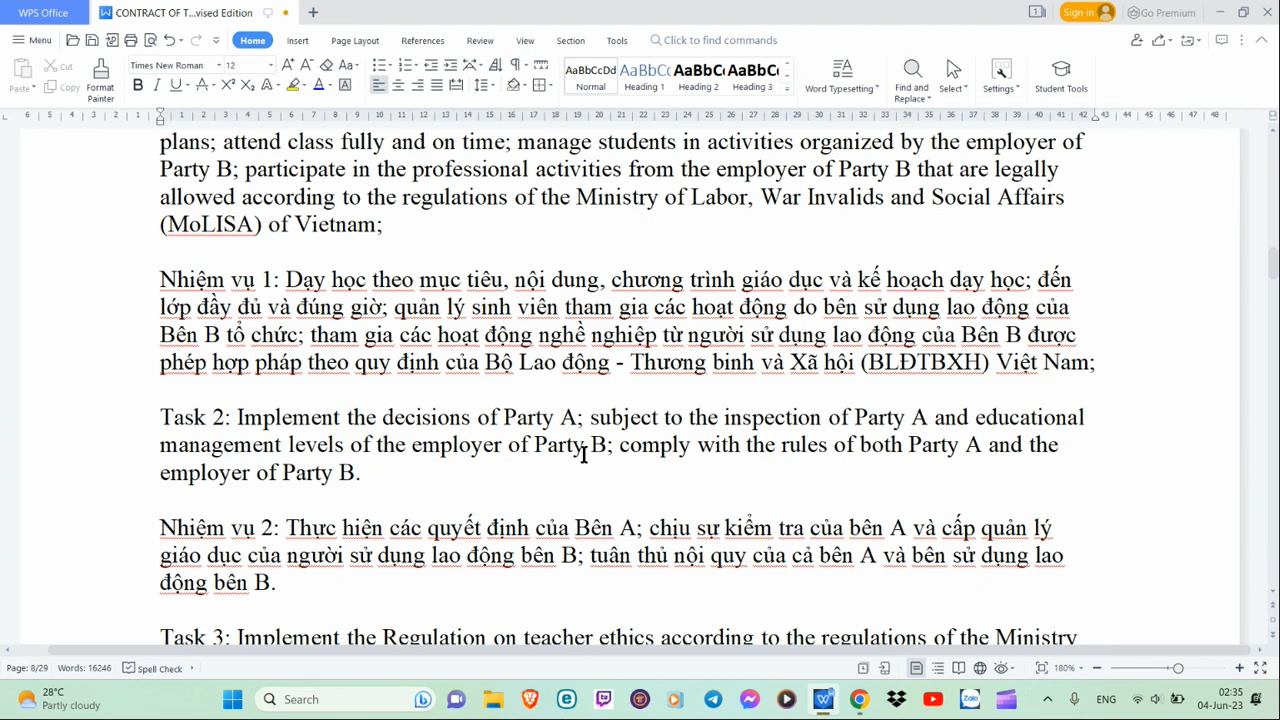 WPS Office
CONTRACT OF T...vised Edition
Sign in
Go Premium
Menu
Home
Insert
Page Layout
References
Review
View
Section
Tools
Click to find commands
Paste
Cut
Copy
Format Painter
Times New Roman
12
AaBbCcDd
Normal
AaBbC
Heading 1
AaBbC
Heading 2
AaBbC
Heading 3
Word Typesetting
Find and Replace
Select
Settings
Student Tools
plans; attend class fully and on time; manage students in activities organized by the employer of
Party B; participate in the professional activities from the employer of Party B that are legally
allowed according to the regulations of the Ministry of Labor, War Invalids and Social Affairs
(MoLISA) of Vietnam;
Nhiệm vụ 1: Dạy học theo mục tiêu, nội dung, chương trình giáo dục và kế hoạch dạy học; đến
lớp đầy đủ và đúng giờ; quản lý sinh viên tham gia các hoạt động do bên sử dụng lao động của
Bên B tổ chức; tham gia các hoạt động nghề nghiệp từ người sử dụng lao động của Bên B được
phép hợp pháp theo quy định của Bộ Lao động - Thương binh và Xã hội (BLĐTBXH) Việt Nam;
Task 2: Implement the decisions of Party A; subject to the inspection of Party A and educational
management levels of the employer of Party B; comply with the rules of both Party A and the
employer of Party B.
Nhiệm vụ 2: Thực hiện các quyết định của Bên A; chịu sự kiểm tra của bên A và cấp quản lý
giáo dục của người sử dụng lao động bên B; tuân thủ nội quy của cả bên A và bên sử dụng lao
động bên B.
Task 3: Implement the Regulation on teacher ethics according to the regulations of the Ministry
Page: 8/29
Words: 16246
Spell Check
180%
28°C
Partly cloudy
Search
Zalo
ENG
02:35
04-Jun-23